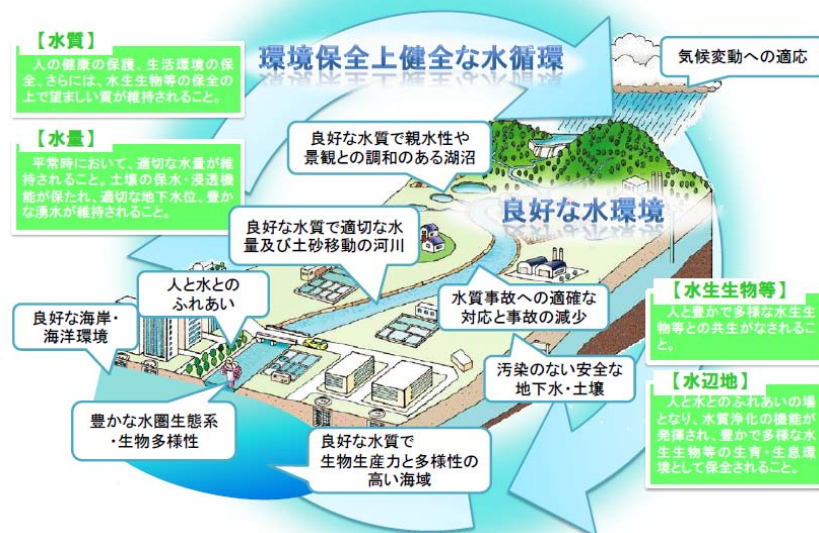 【水質】
人の健康の保護、生活環境の保
全、さらには、水生生物等の保全の
上で望ましい質が維持されること。
環境保全上健全な水循環
気候変動への適応
【水量】
平常時において、適切な水量が維
持されること。土壌の保水・浸透機
能が保たれ、適切な地下水位、豊か
な湧水が維持されること。
良好な水質で親水性や
景観との調和のある湖沼
良好な水環境
良好な水質で適切な水
量及び土砂移動の河川
人と水との
ふれあい
良好な海岸・
海洋環境
水質事故への適確な
対応と事故の減少
【水生生物等】
人と豊かで多様な水生生
物等との共生がなされるこ
と。
汚染のない安全な
地下水・土壌
【水辺地】
人と水とのふれあいの場
となり、水質浄化の機能が
発揮され、豊かで多様な水
生生物等の生育・生息環
境として保全されること。
豊かな水圏生態系
・生物多様性
良好な水質で
生物生産力と多様性の
高い海域